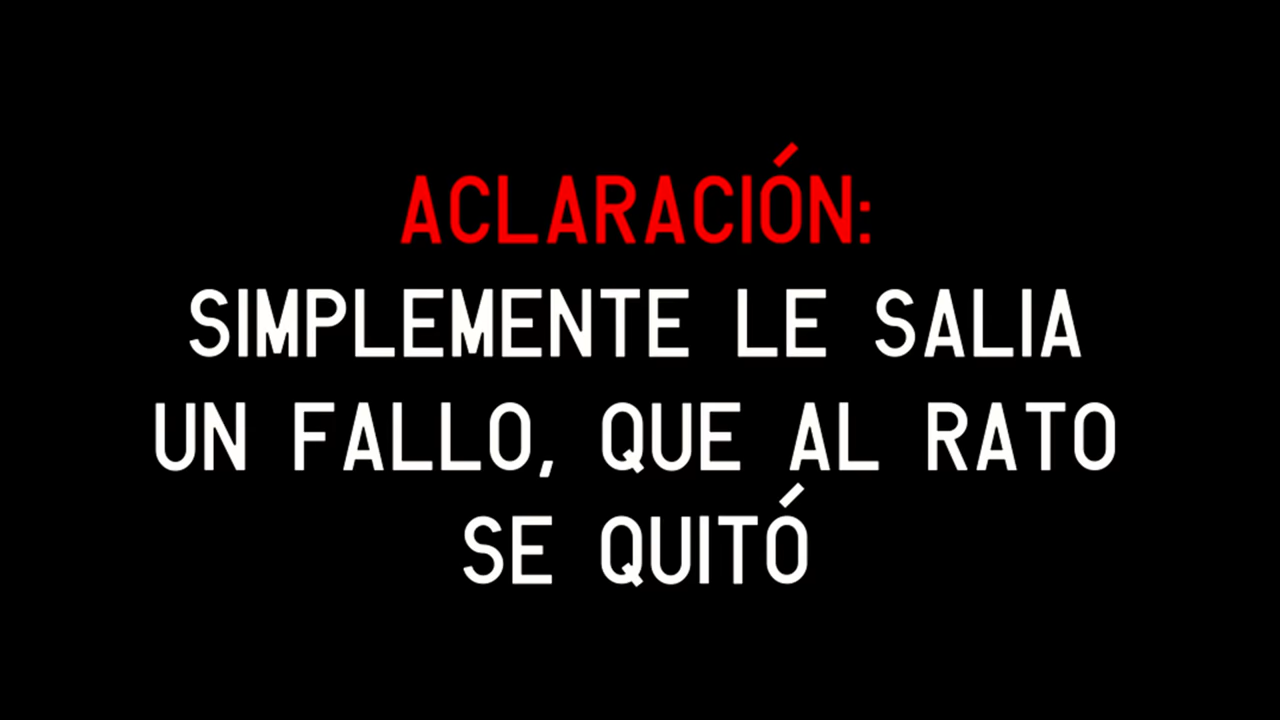 ACLARACIÓN:
SIMPLEMENTE LE SALIA
UN FALLO, QUE AL RATO
SE QUITÓ